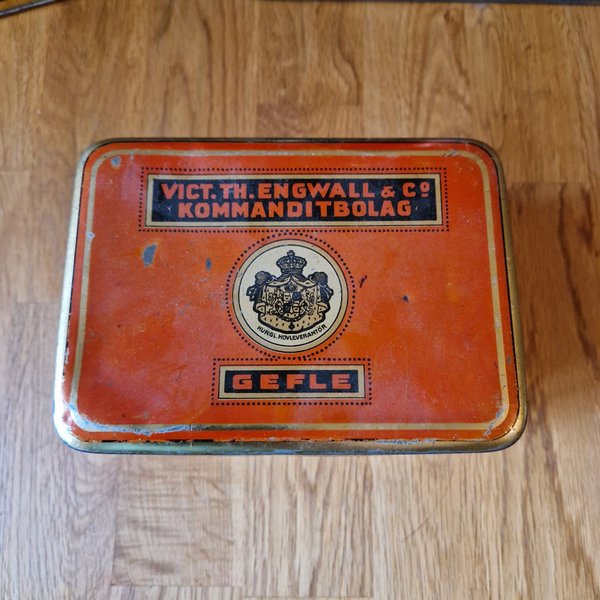 VICT. TH. ENGWALL & Cº
KOMMANDITBOLAG
KUNGL. HOVLEVERANTÖR
GEFLE